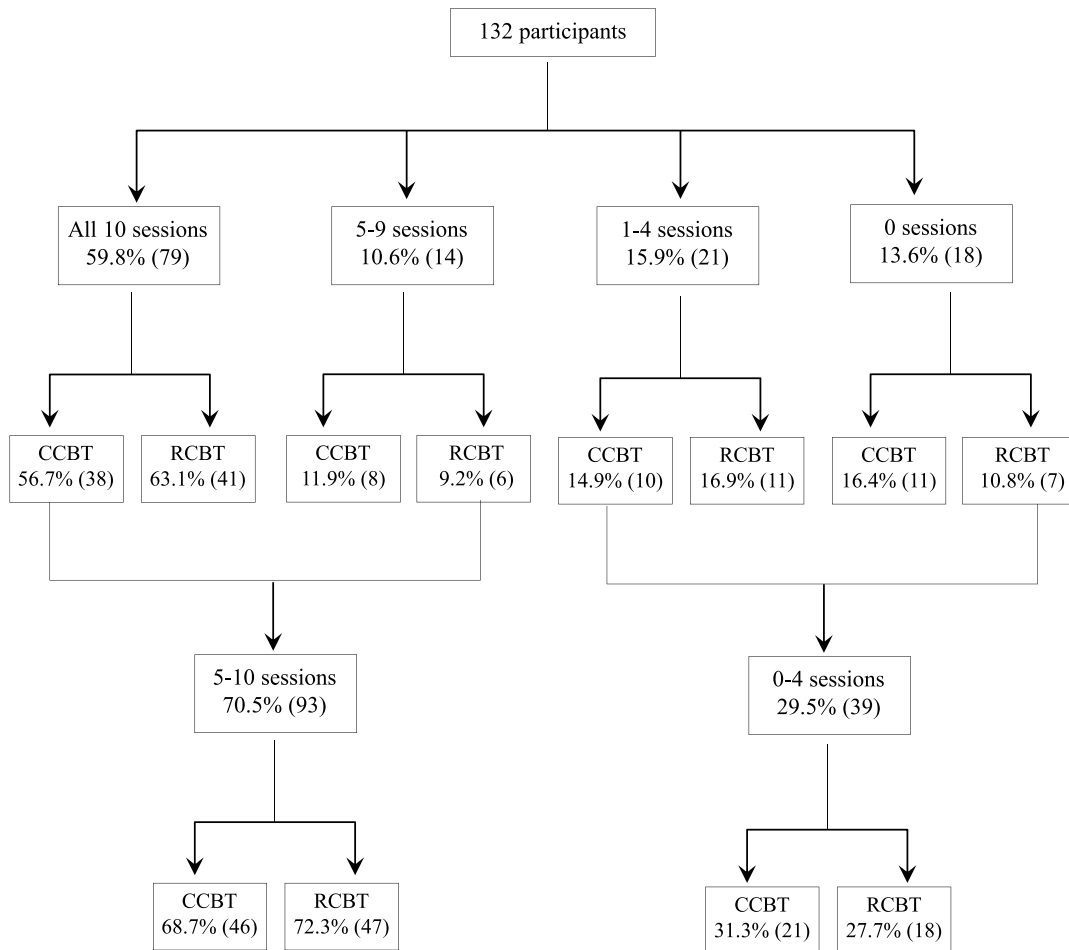 132 participants
All 10 sessions
59.8% (79)
5-9 sessions
10.6% (14)
1-4 sessions
15.9% (21)
0 sessions
13.6% (18)
CCBT
56.7% (38)
RCBT
63.1% (41)
CCBT
11.9% (8)
RCBT
9.2% (6)
CCBT
14.9% (10)
RCBT
16.9% (11)
CCBT
16.4% (11)
RCBT
10.8% (7)
5-10 sessions
70.5% (93)
0-4 sessions
29.5% (39)
CCBT
68.7% (46)
RCBT
72.3% (47)
CCBT
31.3% (21)
RCBT
27.7% (18)